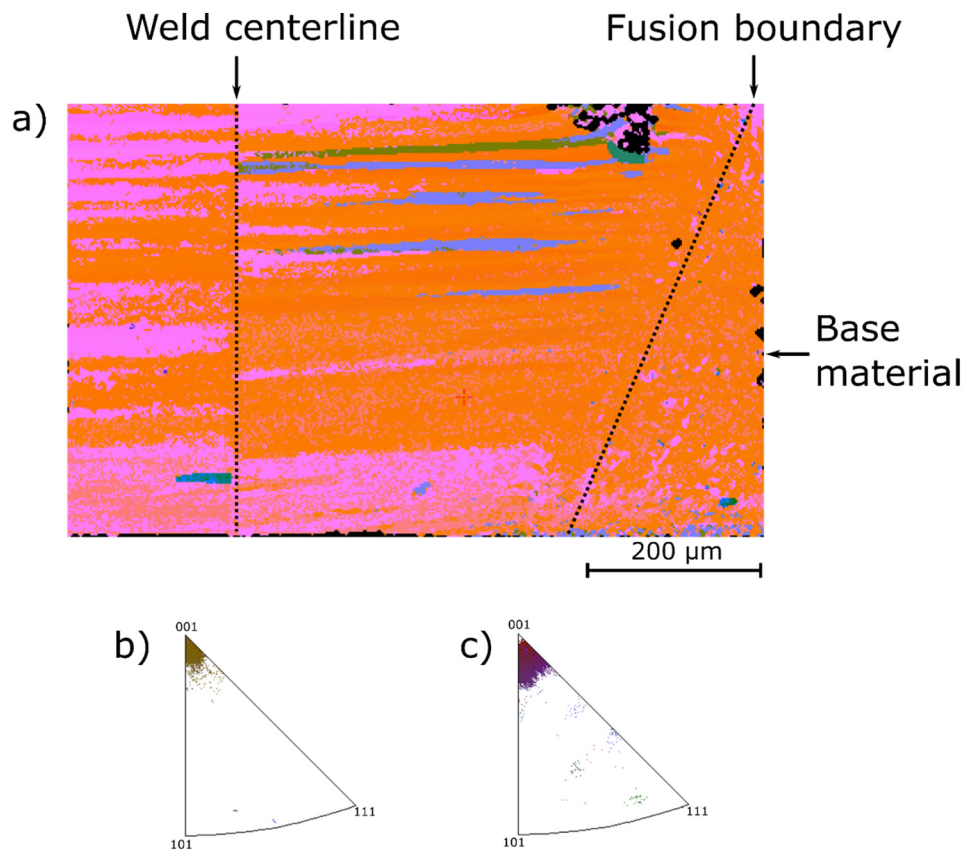 Weld centerline
Fusion boundary
a)
Base
material
200 µm
b)
001
111
101
c)
001
111
101